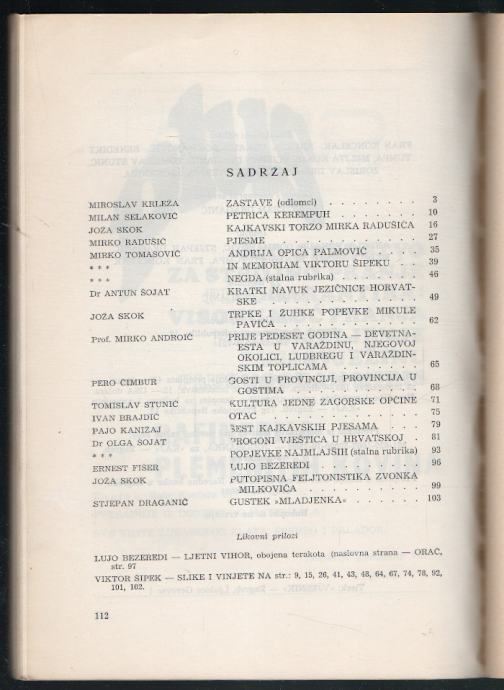 SADRŽAJ
MIROSLAV KRLEŽA ZASTAVE (odlomci) . . . . . . . . 3
MILAN SELAKOVIĆ PETRICA KEREMPUH . . . . . . . 10
JOŽA SKOK KAJKAVSKI TORZO MIRKA RADUŠIĆA 16
MIRKO RADUŠIĆ PJESME . . . . . . . . . . . . 27
MIRKO TOMASOVIĆ ANDRIJA OPICA PALMOVIĆ . . . . 35
* * * IN MEMORIAM VIKTORU ŠIPEKU . . . 39
* * * NEGDA (stalna rubrika) . . . . . . . 46
Dr ANTUN ŠOJAT KRATKI NAVUK JEZIČNICE HORVAT-
SKE . . . . . . . . . . . . . 49
JOŽA SKOK TRPKE I ŽUHKE POPEVKE MIKULE
PAVIĆA . . . . . . . . . . . . 62
Prof. MIRKO ANDROIĆ PRIJE PEDESET GODINA — DEVETNA-
ESTA U VARAŽDINU, NJEGOVOJ
OKOLICI, LUDBREGU I VARAŽDIN-
SKIM TOPLICAMA . . . . . . . . 65
PERO ČIMBUR GOSTI U PROVINCIJI, PROVINCIJA U
GOSTIMA . . . . . . . . . . . 68
TOMISLAV STUNIĆ KULTURA JEDNE ZAGORSKE OPĆINE 71
IVAN BRAJDIĆ OTAC . . . . . . . . . . . . . 75
PAJO KANIŽAJ ŠEST KAJKAVSKIH PJESAMA . . . . 79
Dr OLGA ŠOJAT PROGONI VJEŠTICA U HRVATSKOJ . . 81
* * * POPJEVKE NAJMLAJŠIH (stalna rubrika) 93
ERNEST FIŠER LUJO BEZEREDI . . . . . . . . . 96
JOŽA SKOK PUTOPISNA FELJTONISTIKA ZVONKA
MILKOVIĆA . . . . . . . . . . 99
STJEPAN DRAGANIĆ GUSTEK »MLADJENKA« . . . . . . 103
Likovni prilozi
LUJO BEZEREDI — LJETNI VIHOR, obojena terakota (naslovna strana — ORAČ,
str. 97
VIKTOR ŠIPEK — SLIKE I VINJETE NA str.: 9, 15, 26, 41, 43, 48, 64, 67, 74, 78, 92,
101, 102.
112